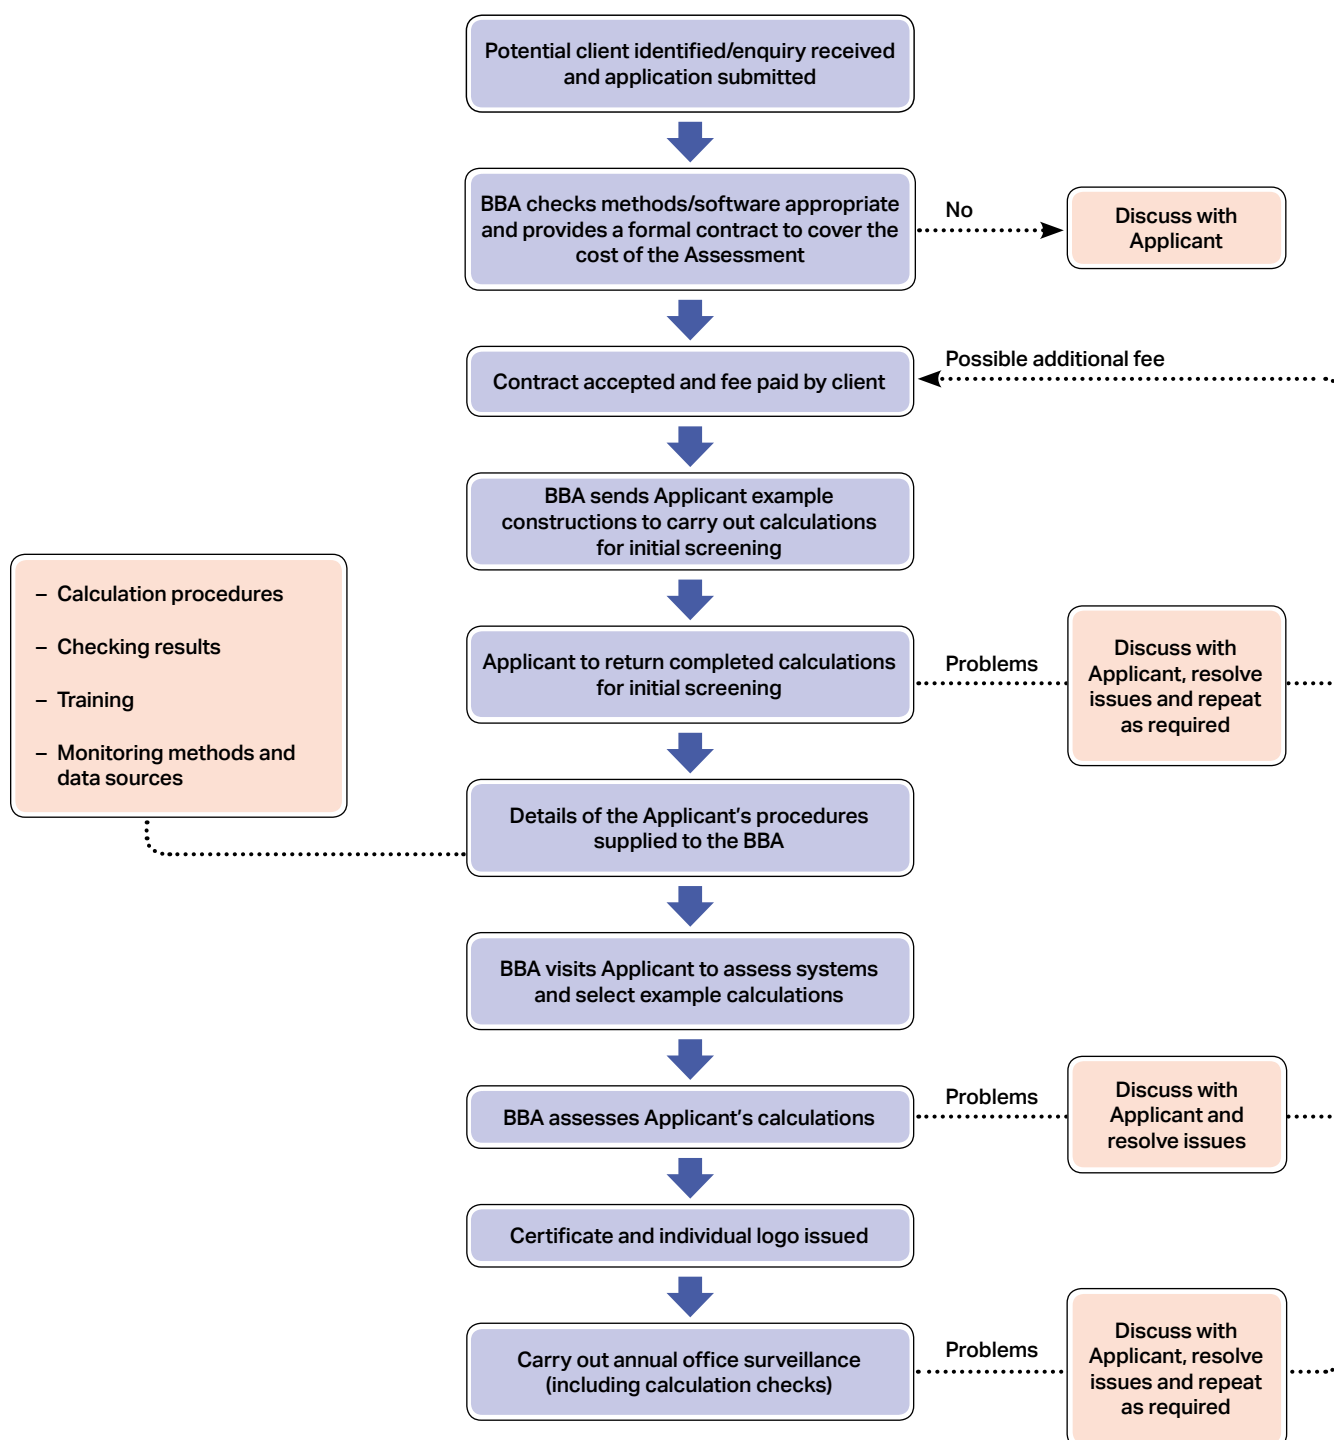 Potential client identified/enquiry received
and application submitted
BBA checks methods/software appropriate
and provides a formal contract to cover the
cost of the Assessment
No
Discuss with
Applicant
Contract accepted and fee paid by client
Possible additional fee
BBA sends Applicant example
constructions to carry out calculations
for initial screening
– Calculation procedures
– Checking results
– Training
– Monitoring methods and
data sources
Applicant to return completed calculations
for initial screening
Problems
Discuss with
Applicant, resolve
issues and repeat
as required
Details of the Applicant's procedures
supplied to the BBA
BBA visits Applicant to assess systems
and select example calculations
BBA assesses Applicant's calculations
Problems
Discuss with
Applicant and
resolve issues
Certificate and individual logo issued
Carry out annual office surveillance
(including calculation checks)
Problems
Discuss with
Applicant, resolve
issues and repeat
as required